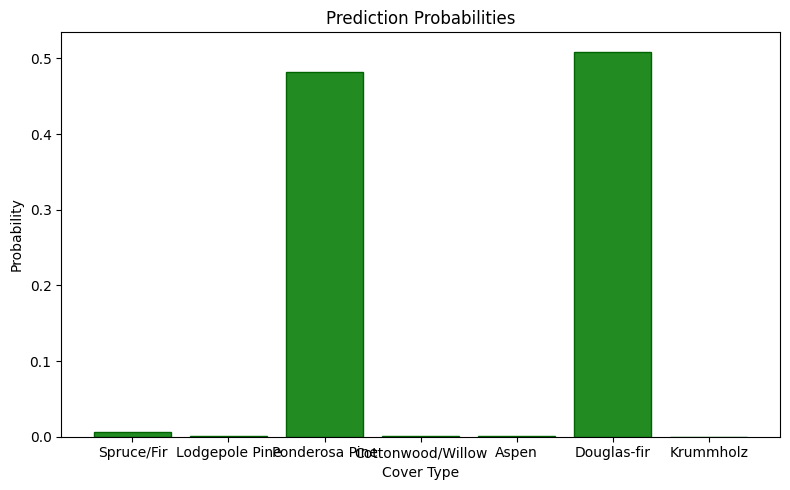 Prediction Probabilities
Probability
0.5
0.4
0.3
0.2
0.1
0.0
Spruce/Fir Lodgepole Pine Ponderosa Pine Cottonwood/Willow Aspen Douglas-fir Krummholz
Cover Type